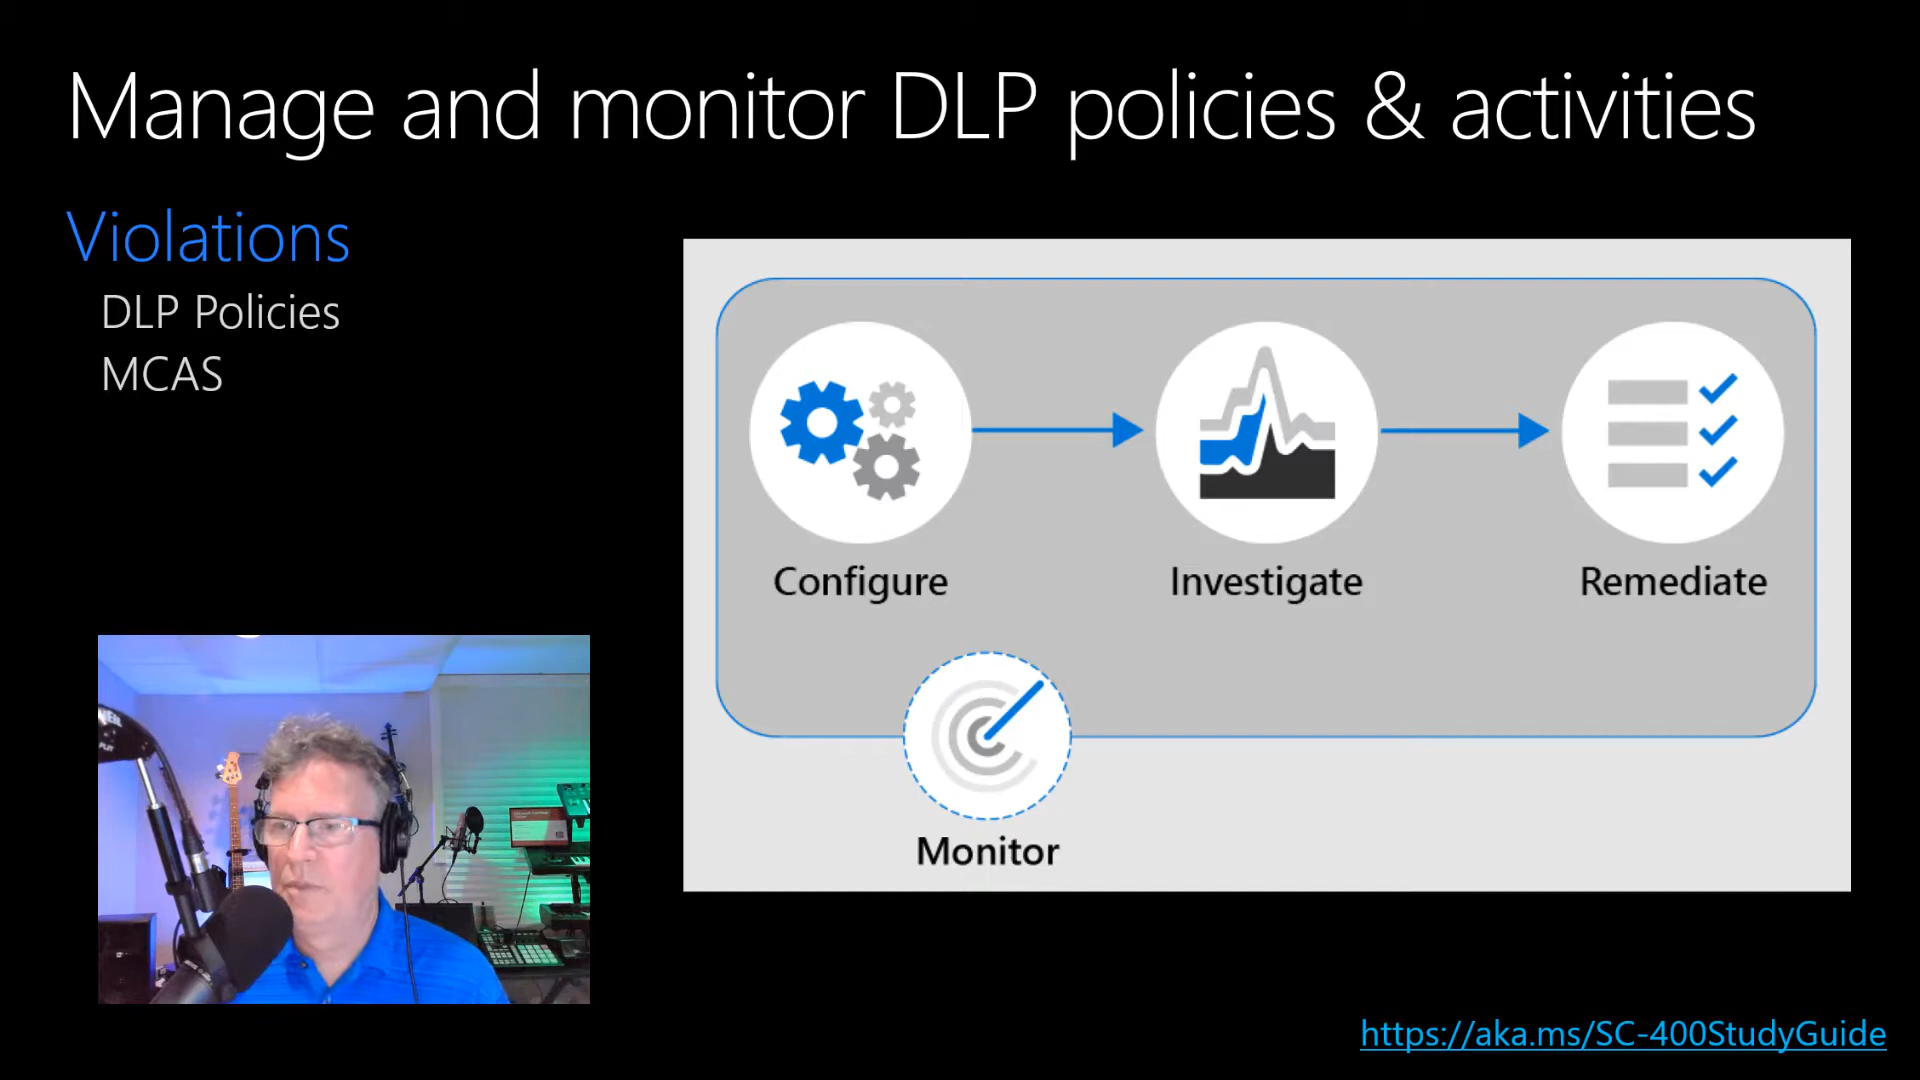 Manage and monitor DLP policies & activities
Violations
DLP Policies
MCAS
Configure
Investigate
Remediate
Monitor
https://aka.ms/SC-400StudyGuide